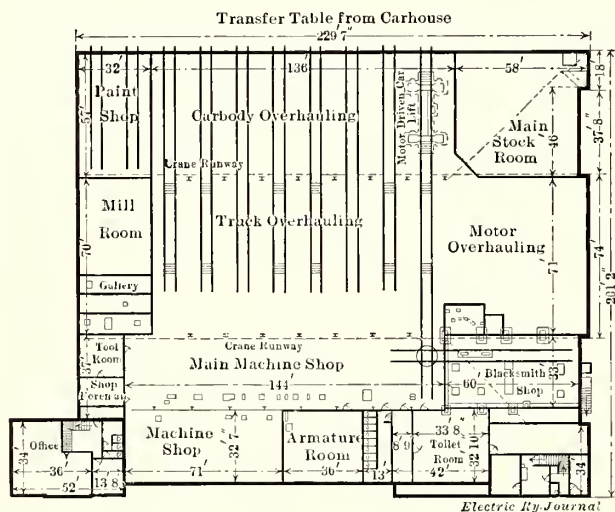 Transfer Table from Carhouse
229'7"
32'
136'
58'
18'
Paint
Shop
57'
Carbody Overhauling
Motor Driven Car
Lift
Main
Stock
Room
46'
37'-8"
Crane Runway
Mill
Room
70'
Truck Overhauling
Motor
Overhauling
71'
74'
201'2"
Gallery
Tool
Room
37'
Crane Runway
Main Machine Shop
144'
Shop
Foreman
60'
Blacksmith
Shop
33'
Office
34'
36'
13'8"
52'
Machine
Shop
32'7"
71'
Armature
Room
36'
13'
8'9"
33'8"
Toilet
Room
32'10"
42'
34'
Electric Ry. Journal